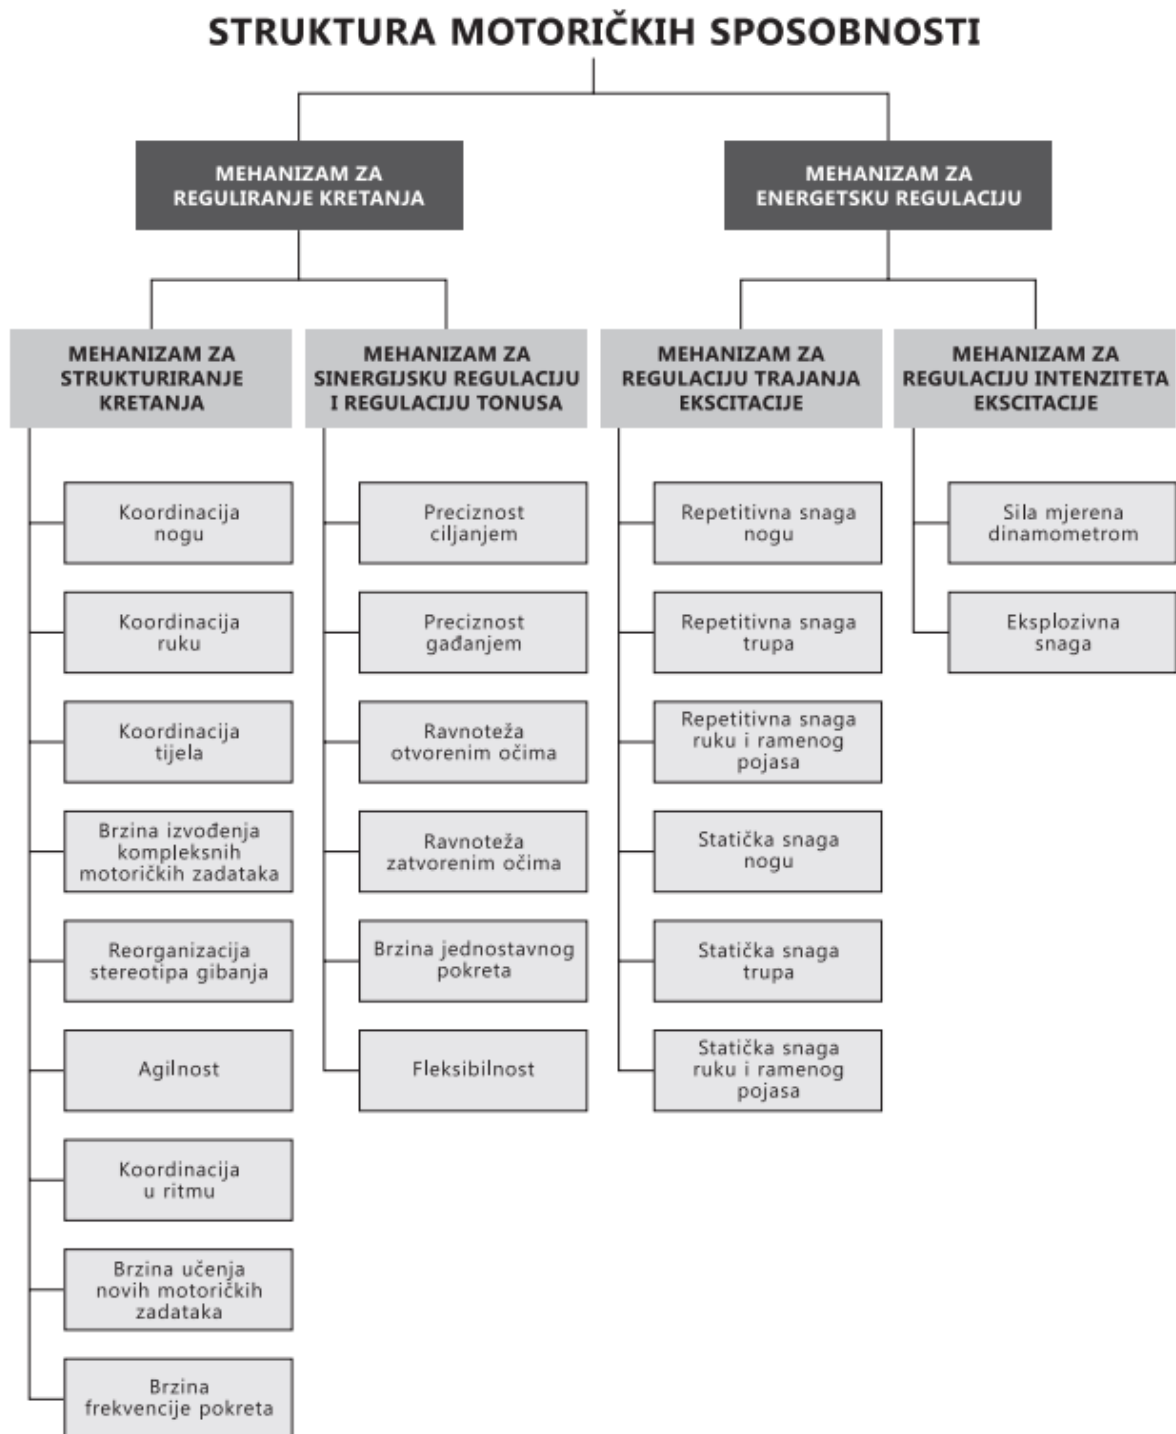 STRUKTURA MOTORIČKIH SPOSOBNOSTI
MEHANIZAM ZA
REGULIRANJE KRETANJA
MEHANIZAM ZA
ENERGETSKU REGULACIJU
MEHANIZAM ZA
STRUKTURIRANJE
KRETANJA
MEHANIZAM ZA
SINERGIJSKU REGULACIJU
I REGULACIJU TONUSA
MEHANIZAM ZA
REGULACIJU TRAJANJA
EKSCITACIJE
MEHANIZAM ZA
REGULACIJU INTENZITETA
EKSCITACIJE
Koordinacija
nogu
Koordinacija
ruku
Koordinacija
tijela
Brzina izvođenja
kompleksnih
motoričkih zadataka
Reorganizacija
stereotipa gibanja
Agilnost
Koordinacija
u ritmu
Brzina učenja
novih motoričkih
zadataka
Brzina
frekvencije pokreta
Preciznost
ciljanjem
Preciznost
gađanjem
Ravnoteža
otvorenim očima
Ravnoteža
zatvorenim očima
Brzina jednostavnog
pokreta
Fleksibilnost
Repetitivna snaga
nogu
Repetitivna snaga
trupa
Repetitivna snaga
ruku i ramenog
pojasa
Statička snaga
nogu
Statička snaga
trupa
Statička snaga
ruku i ramenog
pojasa
Sila mjerena
dinamometrom
Eksplozivna
snaga